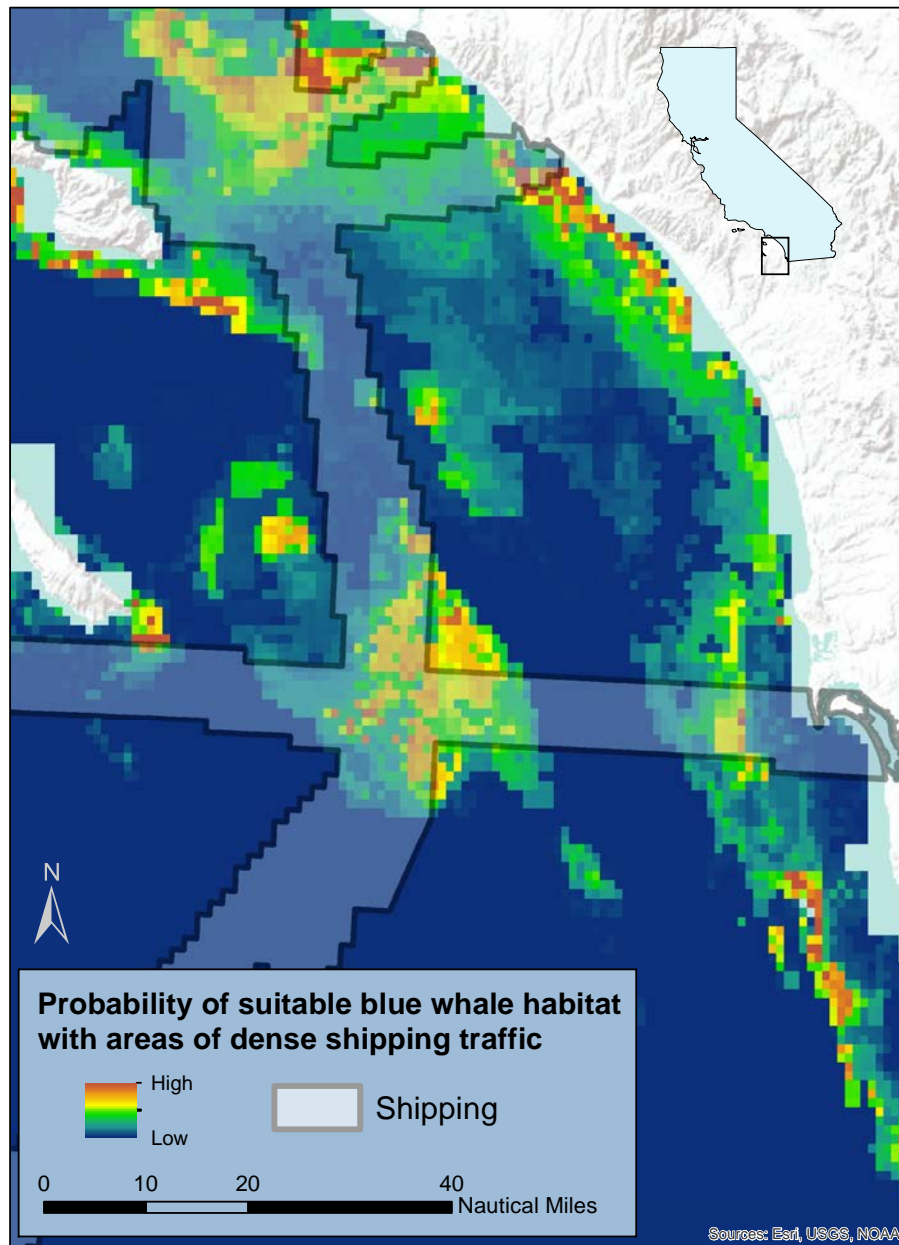 N
Probability of suitable blue whale habitat
with areas of dense shipping traffic
High
Low
Shipping
0 10 20 40
Nautical Miles
Sources: Esri, USGS, NOAA